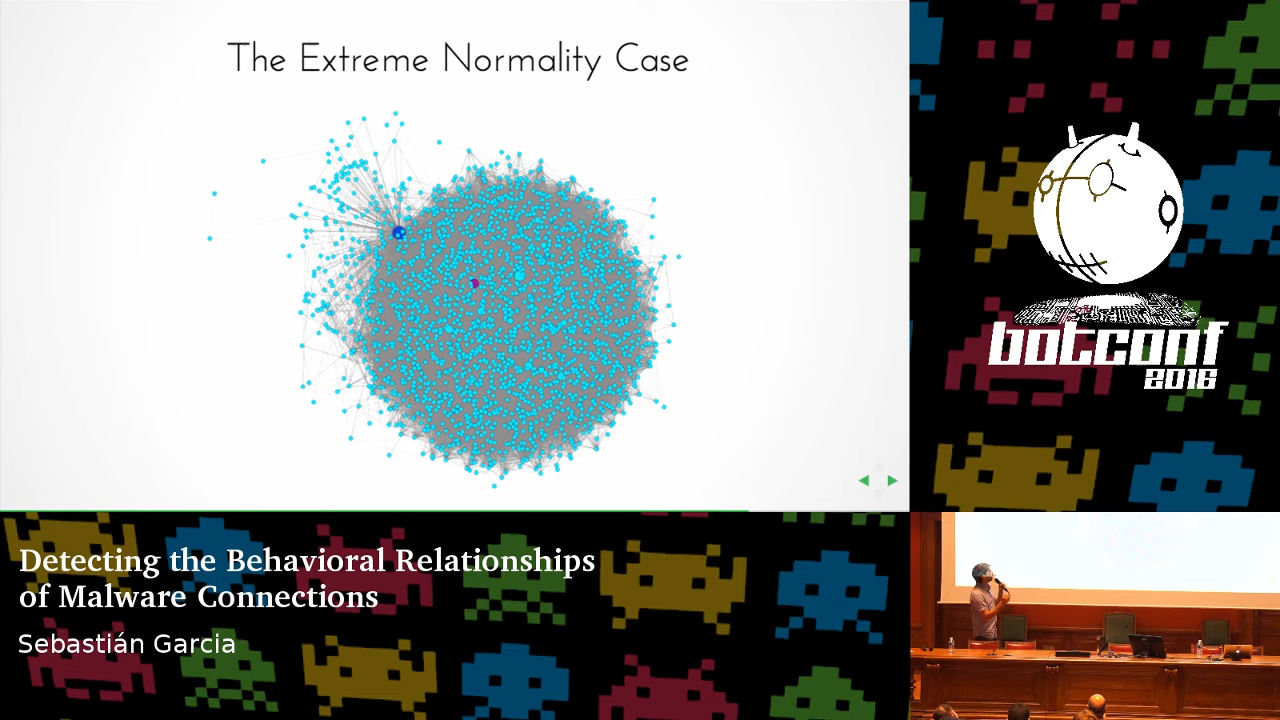 The Extreme Normality Case
botconf
2016
Detecting the Behavioral Relationships
of Malware Connections
Sebastián Garcia